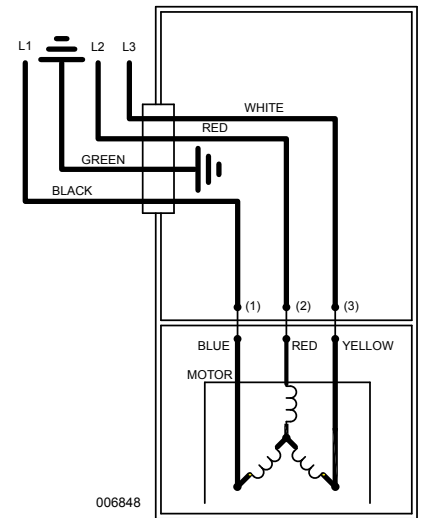 L1 L2 L3
WHITE
RED
GREEN
BLACK
(1) (2) (3)
BLUE RED YELLOW
MOTOR
006848